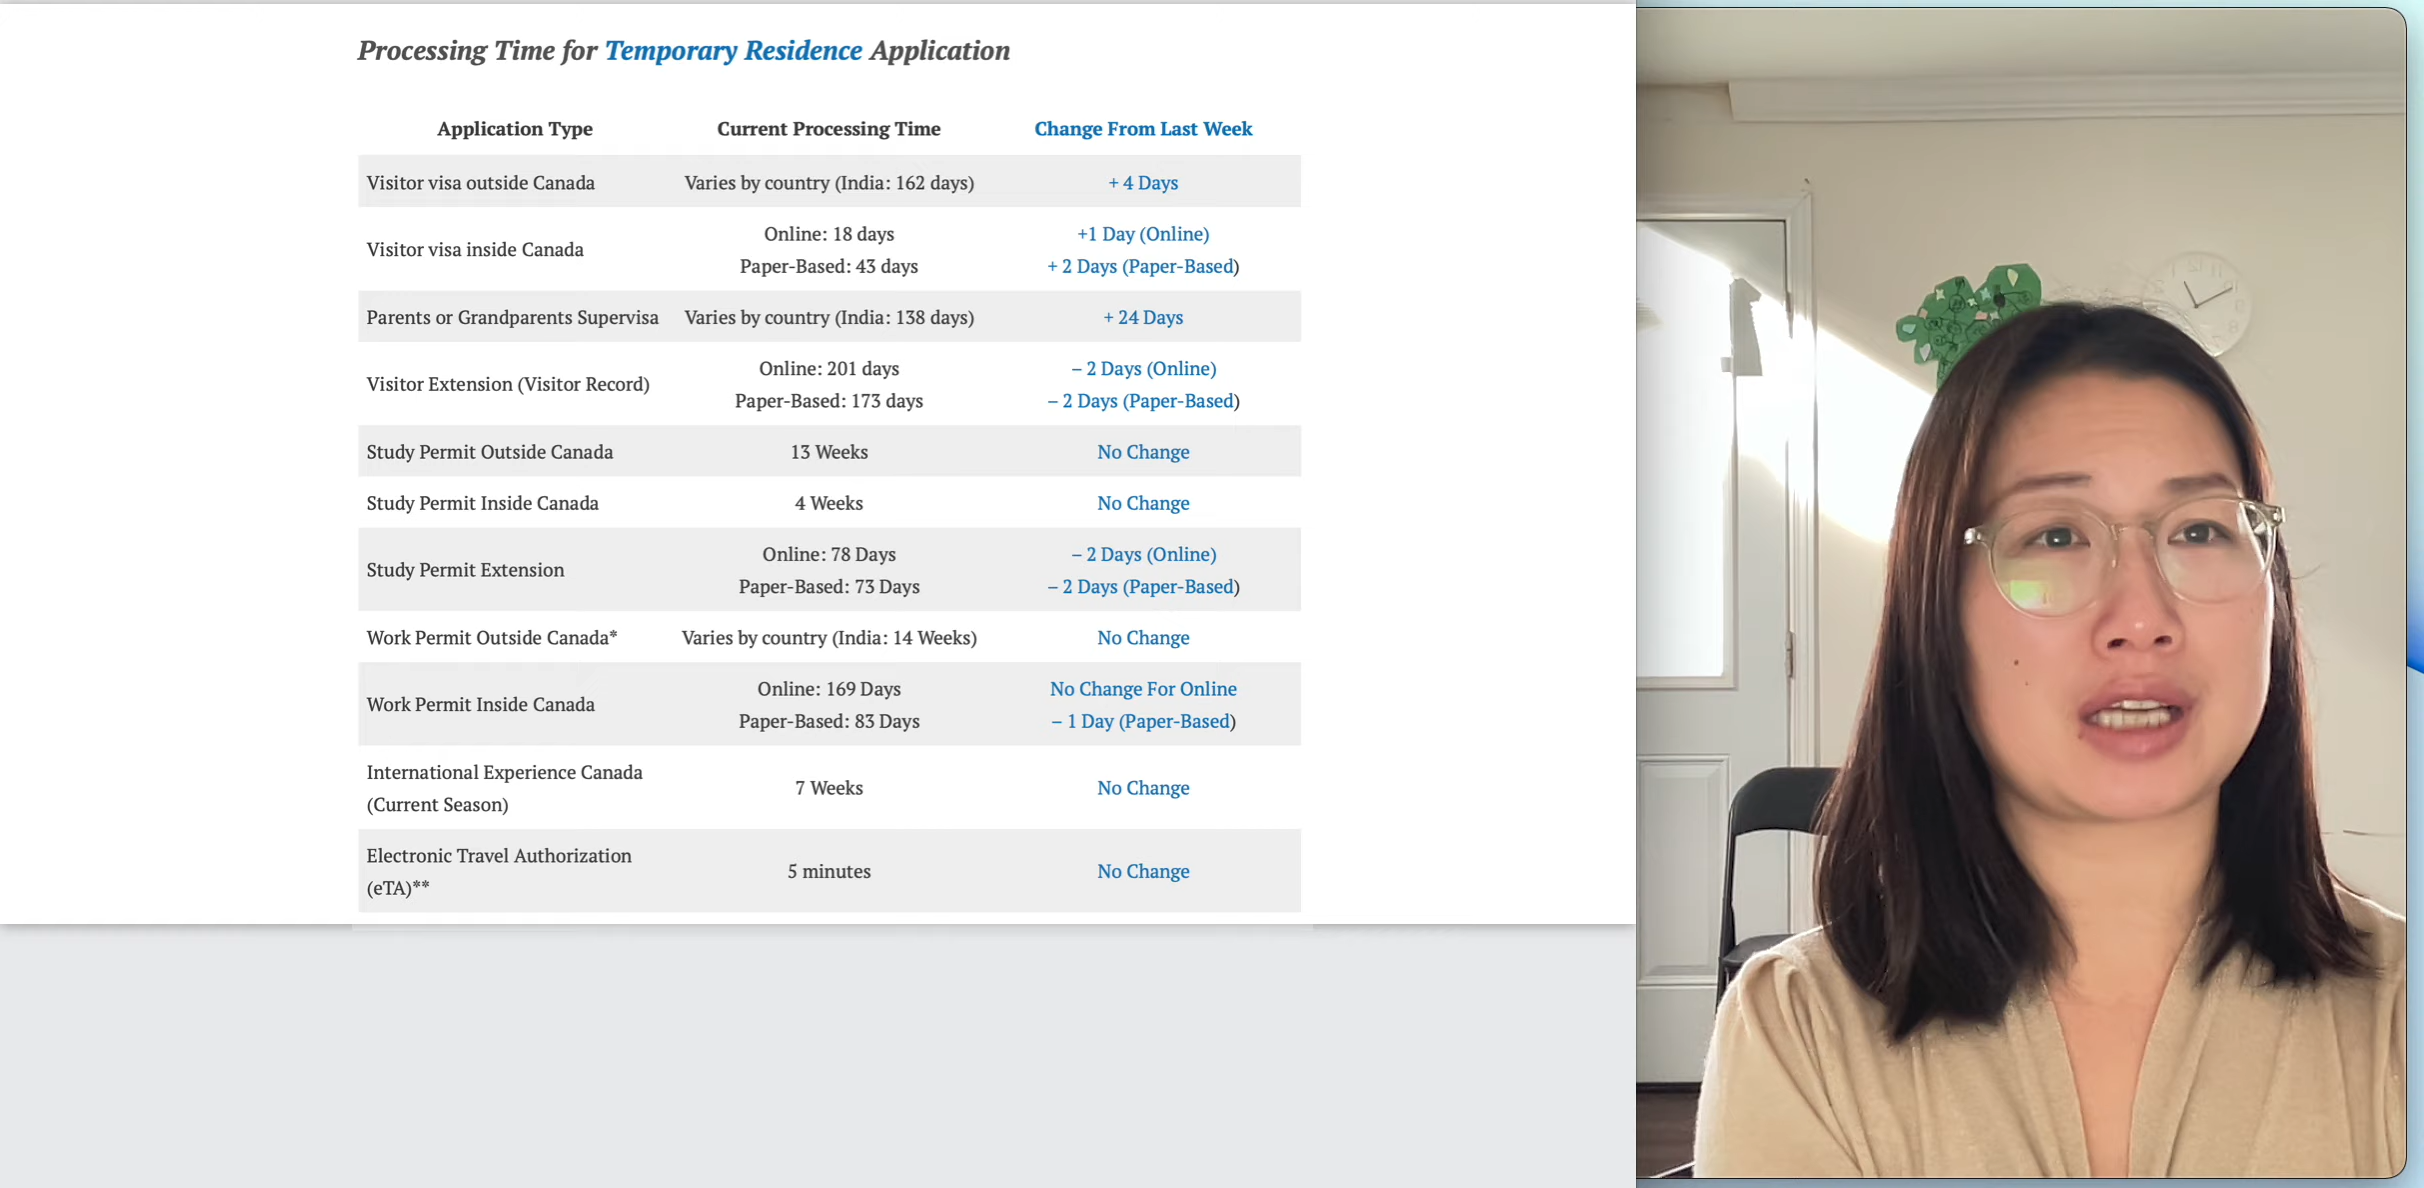 Processing Time for Temporary Residence Application
Application Type Current Processing Time Change From Last Week
Visitor visa outside Canada Varies by country (India: 162 days) + 4 Days
Visitor visa inside Canada
Online: 18 days
Paper-Based: 43 days
+1 Day (Online)
+ 2 Days (Paper-Based)
Parents or Grandparents Supervisa Varies by country (India: 138 days) + 24 Days
Visitor Extension (Visitor Record)
Online: 201 days
Paper-Based: 173 days
– 2 Days (Online)
– 2 Days (Paper-Based)
Study Permit Outside Canada 13 Weeks No Change
Study Permit Inside Canada 4 Weeks No Change
Study Permit Extension
Online: 78 Days
Paper-Based: 73 Days
– 2 Days (Online)
– 2 Days (Paper-Based)
Work Permit Outside Canada* Varies by country (India: 14 Weeks) No Change
Work Permit Inside Canada
Online: 169 Days
Paper-Based: 83 Days
No Change For Online
– 1 Day (Paper-Based)
International Experience Canada
(Current Season)
7 Weeks No Change
Electronic Travel Authorization
(eTA)**
5 minutes No Change